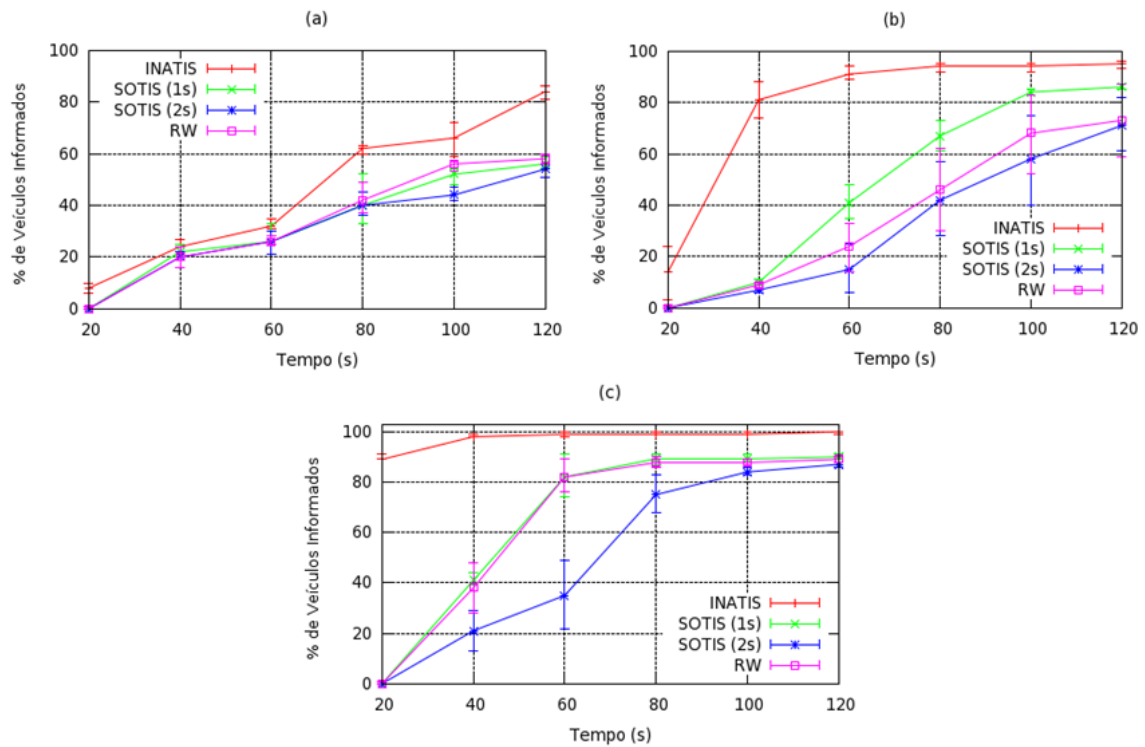 (a)
% de Veículos Informados
100
80
60
40
20
0
INATIS
SOTIS (1s)
SOTIS (2s)
RW
20 40 60 80 100 120
Tempo (s)
(b)
% de Veículos Informados
100
80
60
40
20
0
INATIS
SOTIS (1s)
SOTIS (2s)
RW
20 40 60 80 100 120
Tempo (s)
(c)
% de Veículos Informados
100
80
60
40
20
0
INATIS
SOTIS (1s)
SOTIS (2s)
RW
20 40 60 80 100 120
Tempo (s)